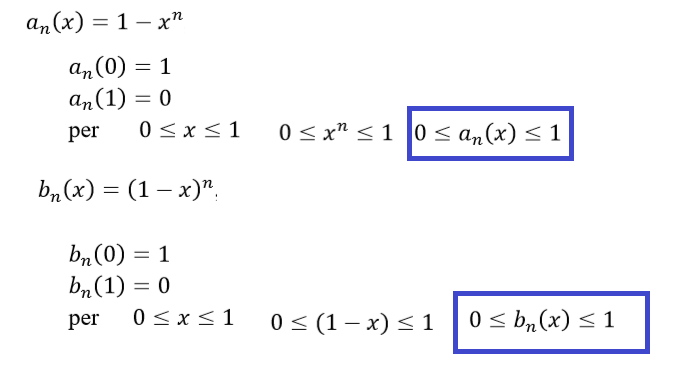 aₙ(x) = 1 − xⁿ
aₙ(0) = 1
aₙ(1) = 0
per 0 ≤ x ≤ 1 0 ≤ xⁿ ≤ 1 0 ≤ aₙ(x) ≤ 1
bₙ(x) = (1 − x)ⁿ;
bₙ(0) = 1
bₙ(1) = 0
per 0 ≤ x ≤ 1 0 ≤ (1 − x) ≤ 1 0 ≤ bₙ(x) ≤ 1